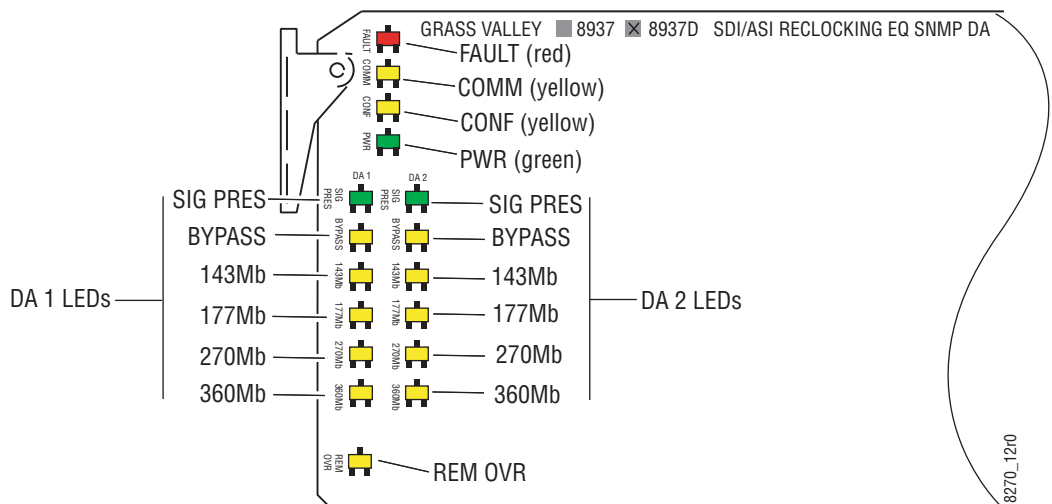 GRASS VALLEY 8937 8937D SDI/ASI RECLOCKING EQ SNMP DA
FAULT
FAULT (red)
COMM
COMM (yellow)
CONF
CONF (yellow)
PWR
PWR (green)
DA 1
DA 2
SIG PRES
SIG PRES
SIG PRES
SIG PRES
BYPASS
BYPASS
BYPASS
BYPASS
143Mb
143Mb
143Mb
143Mb
DA 1 LEDs
DA 2 LEDs
177Mb
177Mb
177Mb
177Mb
270Mb
270Mb
270Mb
270Mb
360Mb
360Mb
360Mb
360Mb
REM OVR
REM OVR
8270_12r0